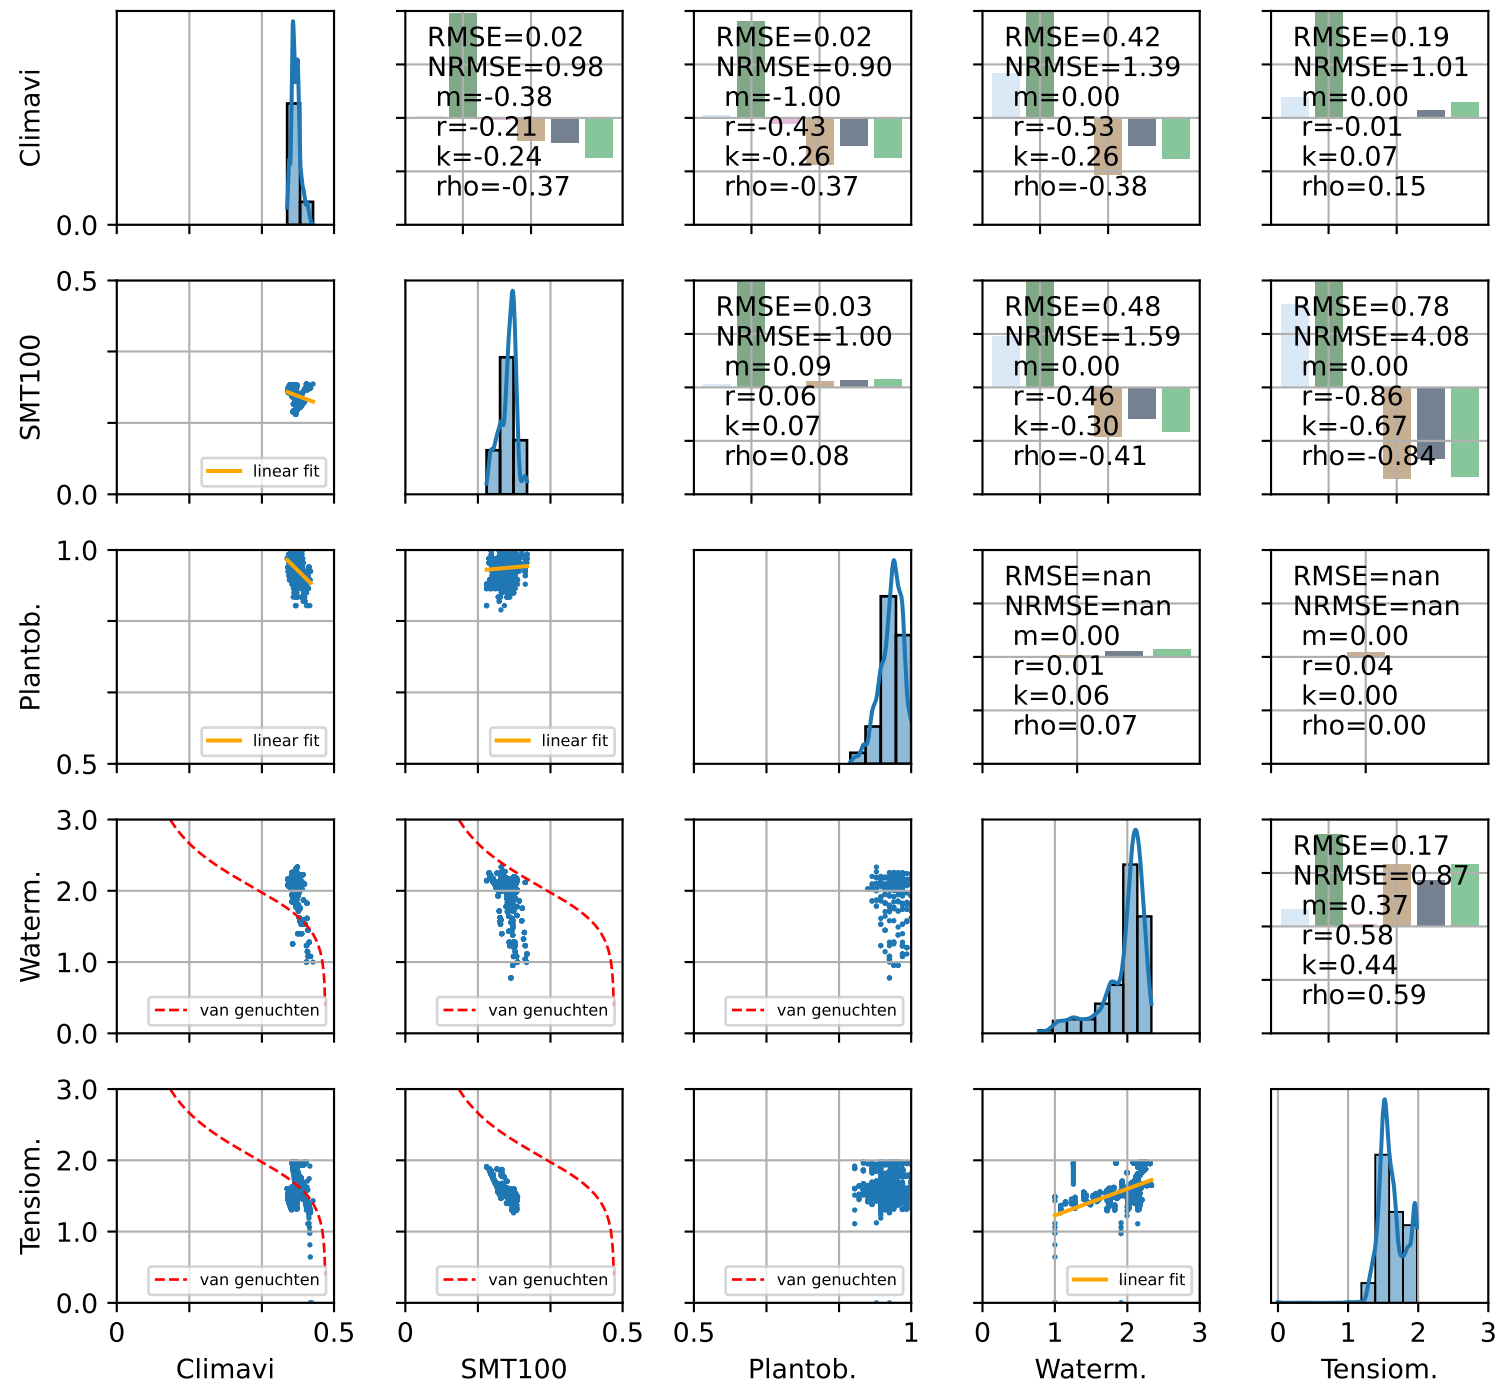 Climavi
0.0
RMSE=0.02
NRMSE=0.98
m=-0.38
r=-0.21
k=-0.24
rho=-0.37
RMSE=0.02
NRMSE=0.90
m=-1.00
r=-0.43
k=-0.26
rho=-0.37
RMSE=0.42
NRMSE=1.39
m=0.00
r=-0.53
k=-0.26
rho=-0.38
RMSE=0.19
NRMSE=1.01
m=0.00
r=-0.01
k=0.07
rho=0.15
SMT100
0.5
0.0
linear fit
RMSE=0.03
NRMSE=1.00
m=0.09
r=0.06
k=0.07
rho=0.08
RMSE=0.48
NRMSE=1.59
m=0.00
r=-0.46
k=-0.30
rho=-0.41
RMSE=0.78
NRMSE=4.08
m=0.00
r=-0.86
k=-0.67
rho=-0.84
Plantob.
1.0
0.5
linear fit
linear fit
RMSE=nan
NRMSE=nan
m=0.00
r=0.01
k=0.06
rho=0.07
RMSE=nan
NRMSE=nan
m=0.00
r=0.04
k=0.00
rho=0.00
Waterm.
3.0
2.0
1.0
0.0
van genuchten
van genuchten
van genuchten
RMSE=0.17
NRMSE=0.87
m=0.37
r=0.58
k=0.44
rho=0.59
Tensiom.
3.0
2.0
1.0
0.0
van genuchten
van genuchten
van genuchten
linear fit
0 0.5
0 0.5
0.5 1
0 1 2 3
0 1 2 3
Climavi
SMT100
Plantob.
Waterm.
Tensiom.